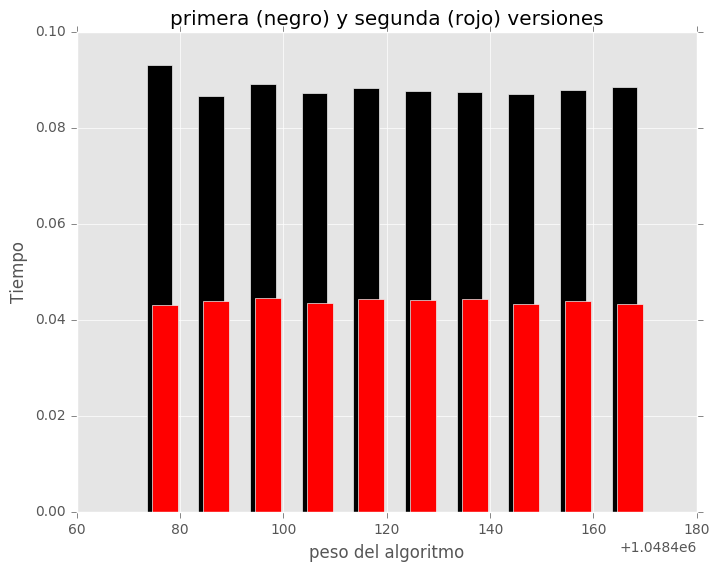 primera (negro) y segunda (rojo) versiones
0.10
0.08
0.06
0.04
0.02
0.00
Tiempo
60 80 100 120 140 160 180
+1.0484e6
peso del algoritmo